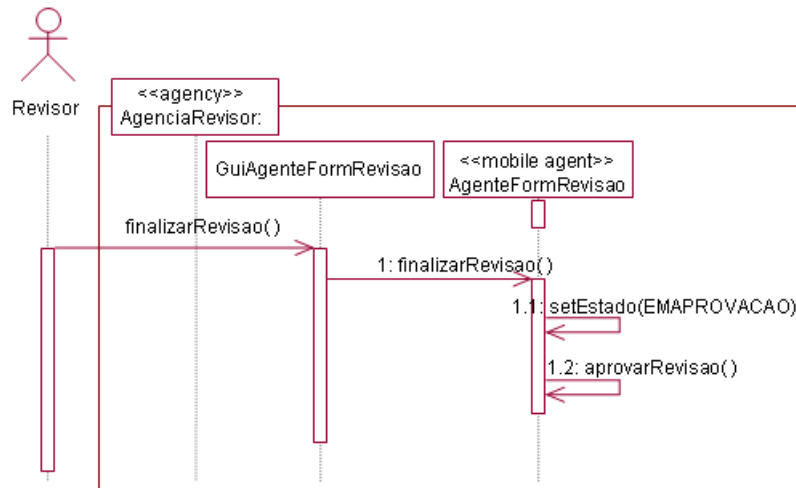 <<agency>>
AgenciaRevisor:
Revisor
GuiAgenteFormRevisao
<<mobile agent>>
AgenteFormRevisao
finalizarRevisao()
1: finalizarRevisao()
1.1: setEstado(EMAPROVACAO)
1.2: aprovarRevisao()